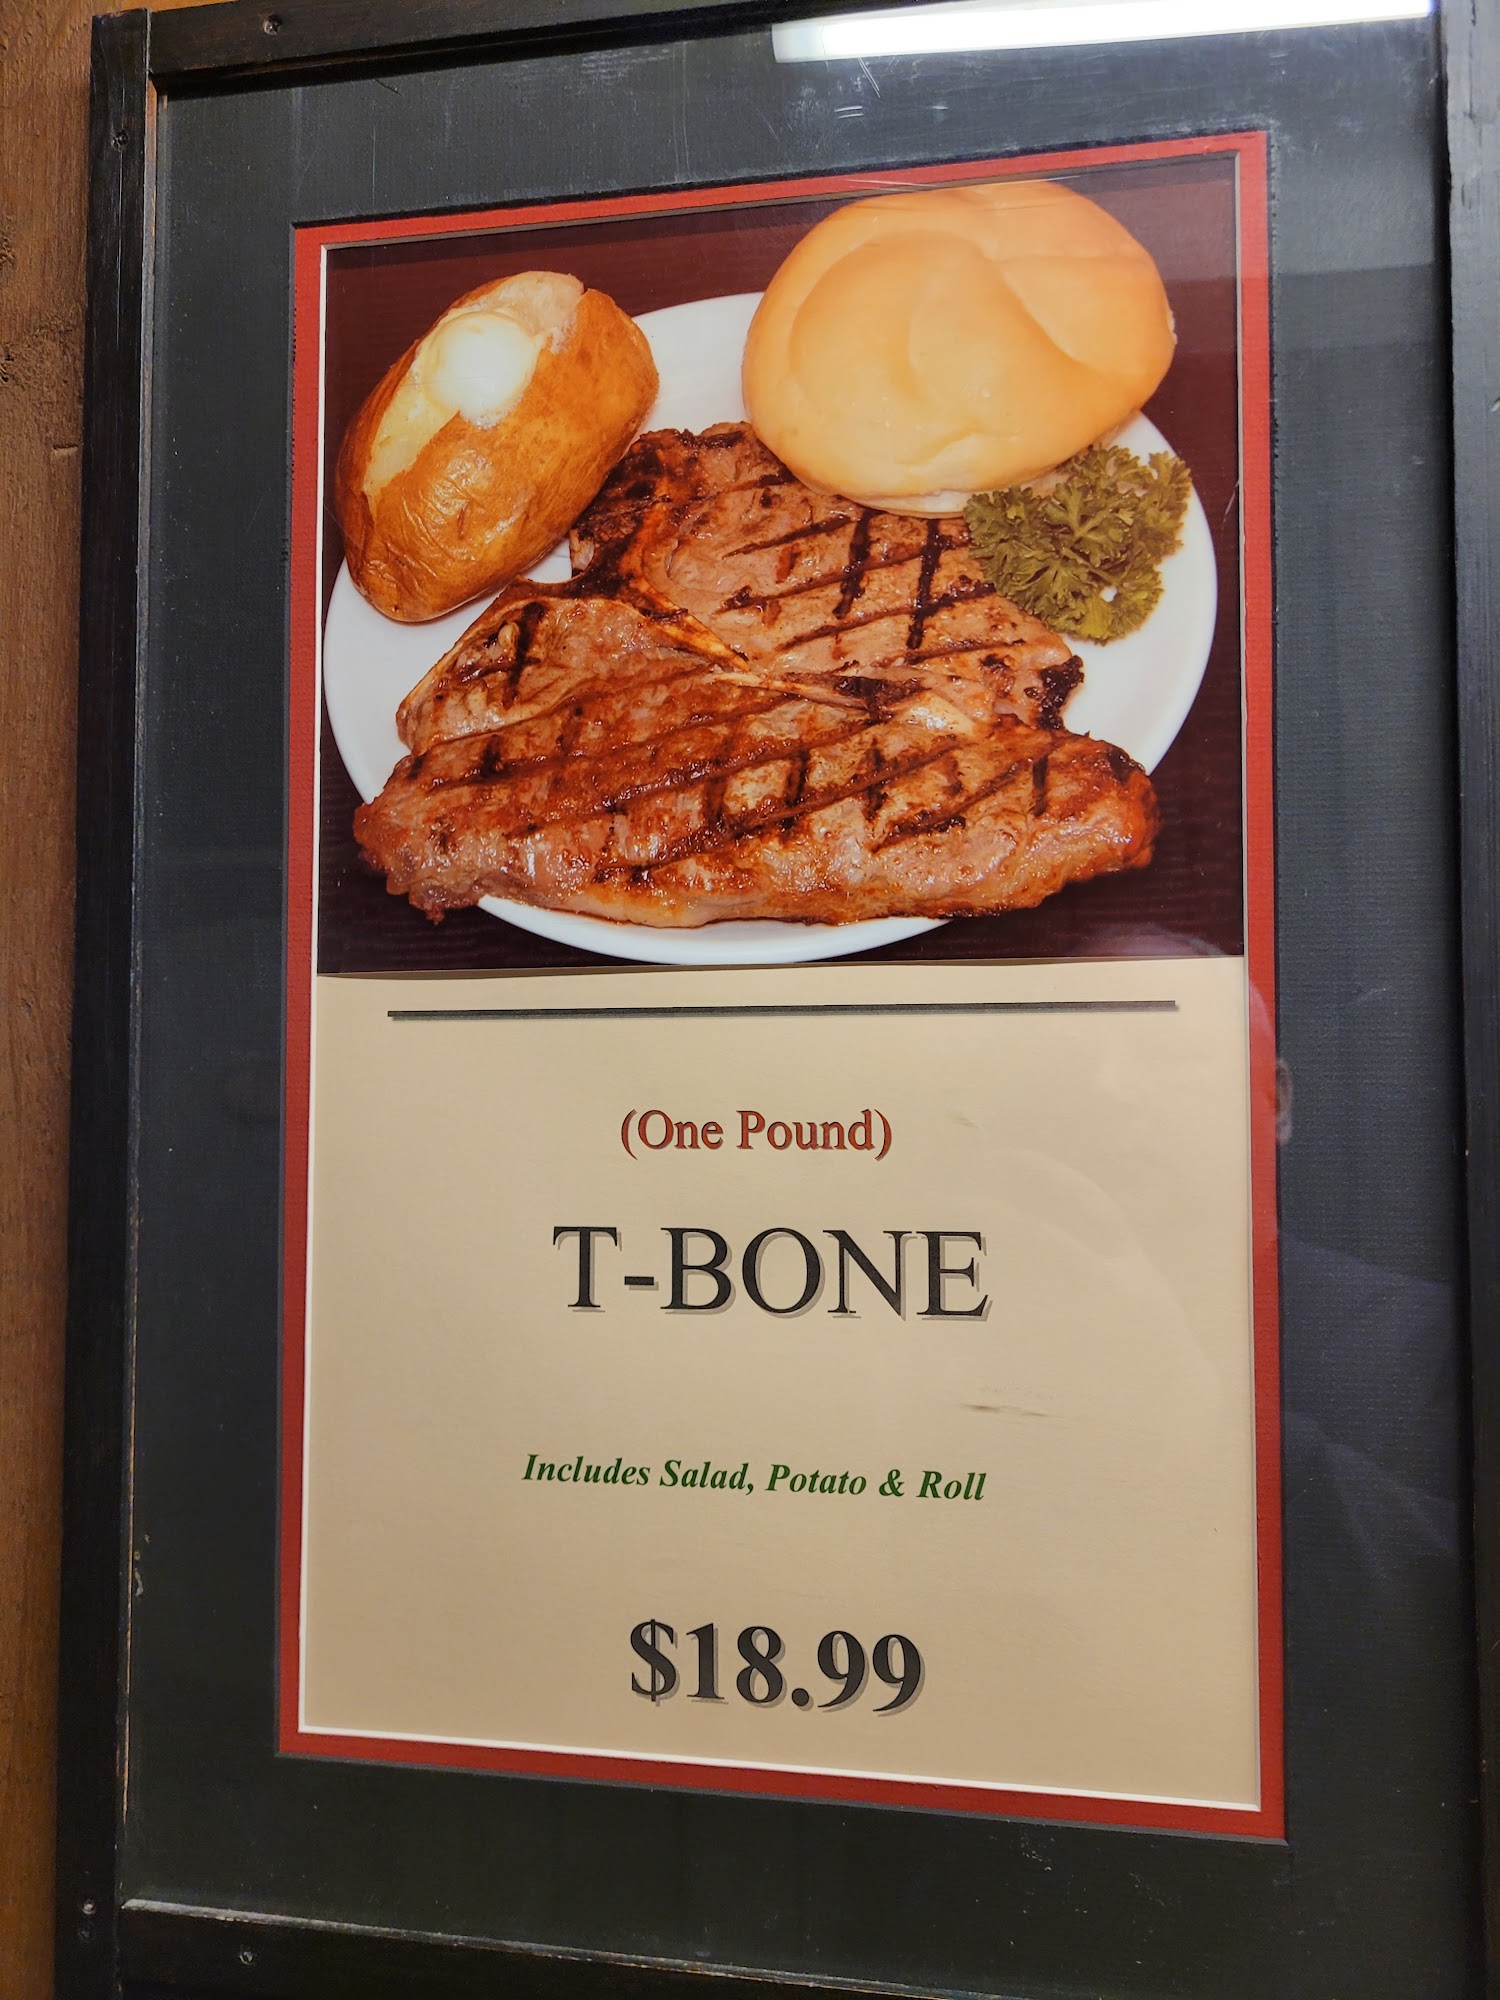 (One Pound)
T-BONE
Includes Salad, Potato & Roll
$18.99